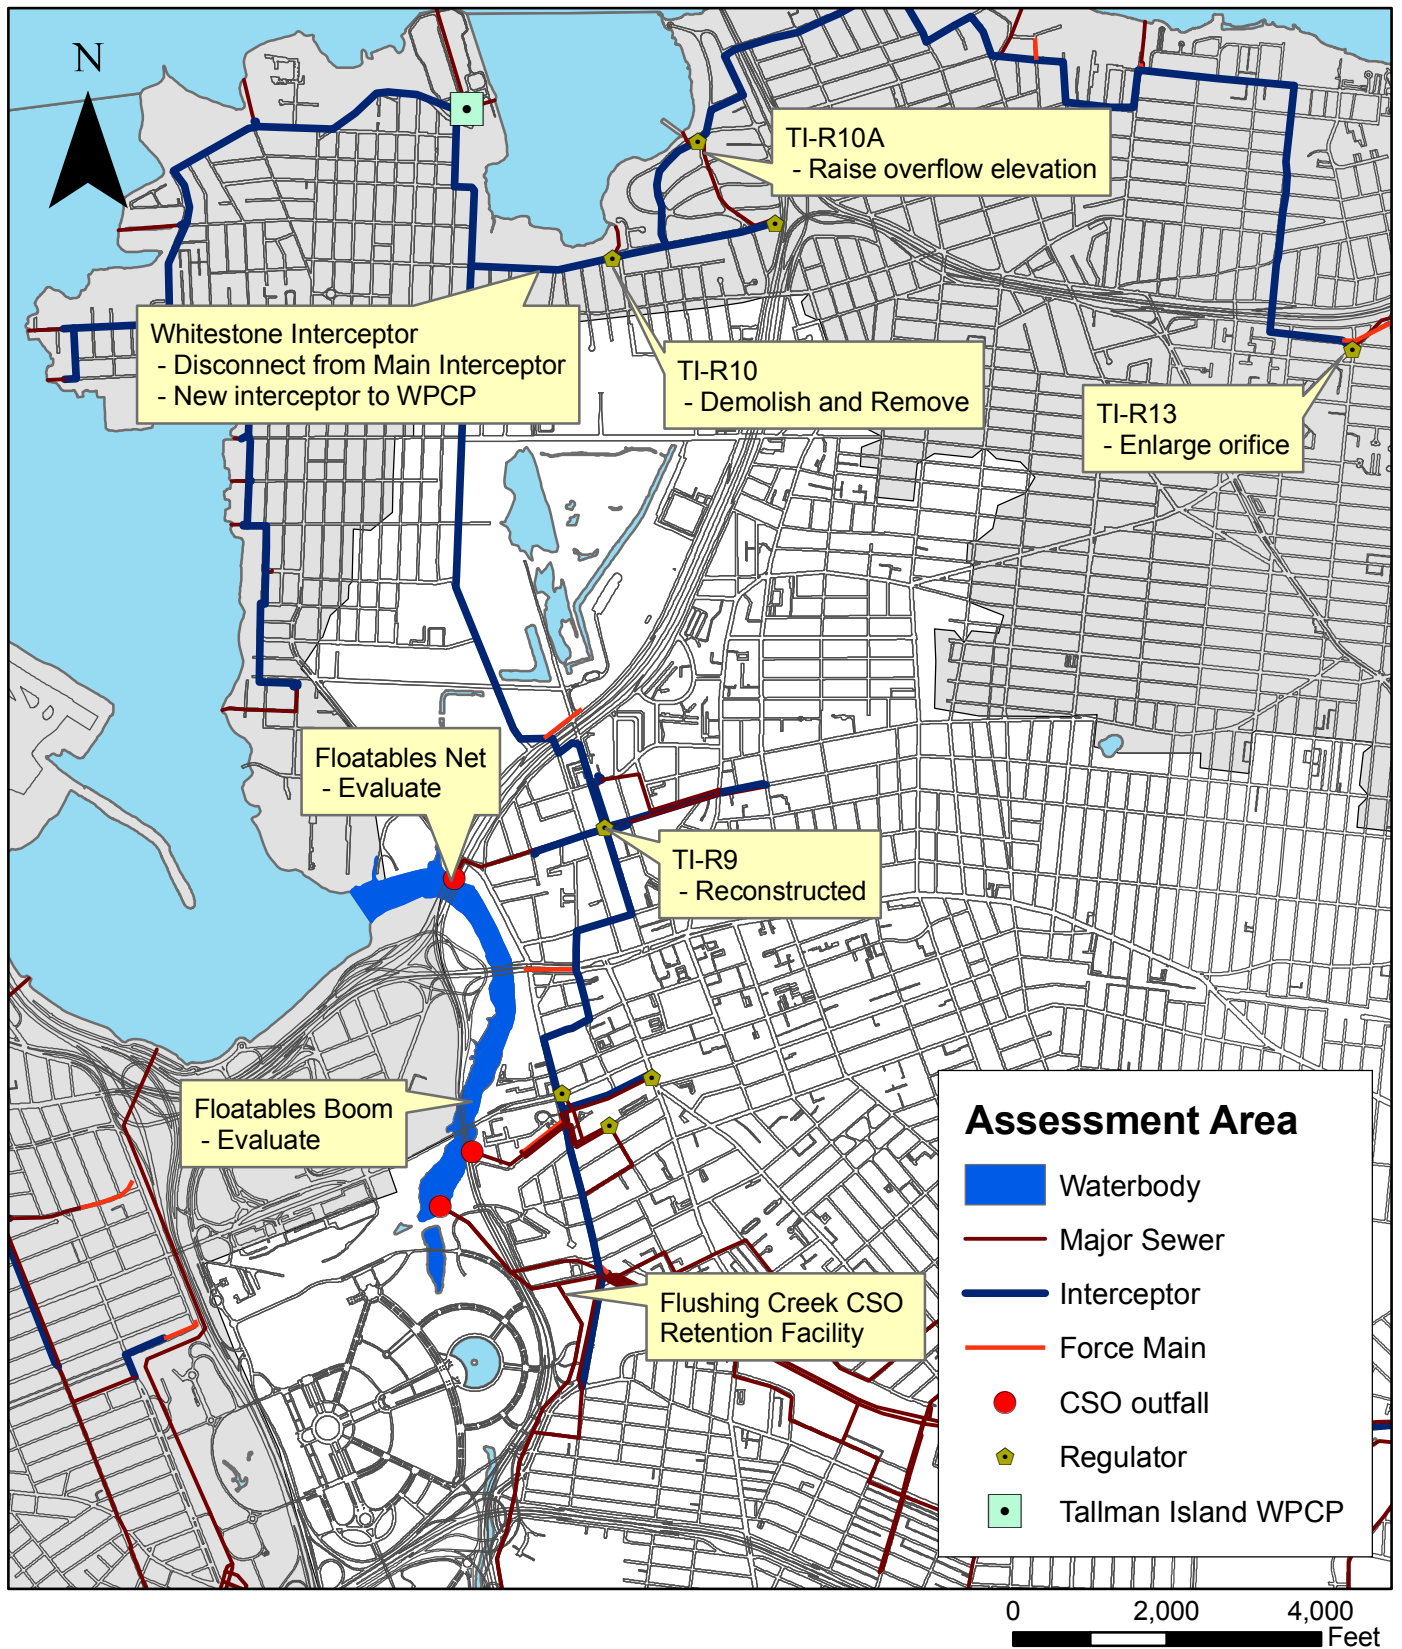 N
TI-R10A
- Raise overflow elevation
Whitestone Interceptor
- Disconnect from Main Interceptor
- New interceptor to WPCP
TI-R10
- Demolish and Remove
TI-R13
- Enlarge orifice
Floatables Net
- Evaluate
TI-R9
- Reconstructed
Floatables Boom
- Evaluate
Flushing Creek CSO
Retention Facility
Assessment Area
Waterbody
Major Sewer
Interceptor
Force Main
CSO outfall
Regulator
Tallman Island WPCP
0 2,000 4,000
Feet